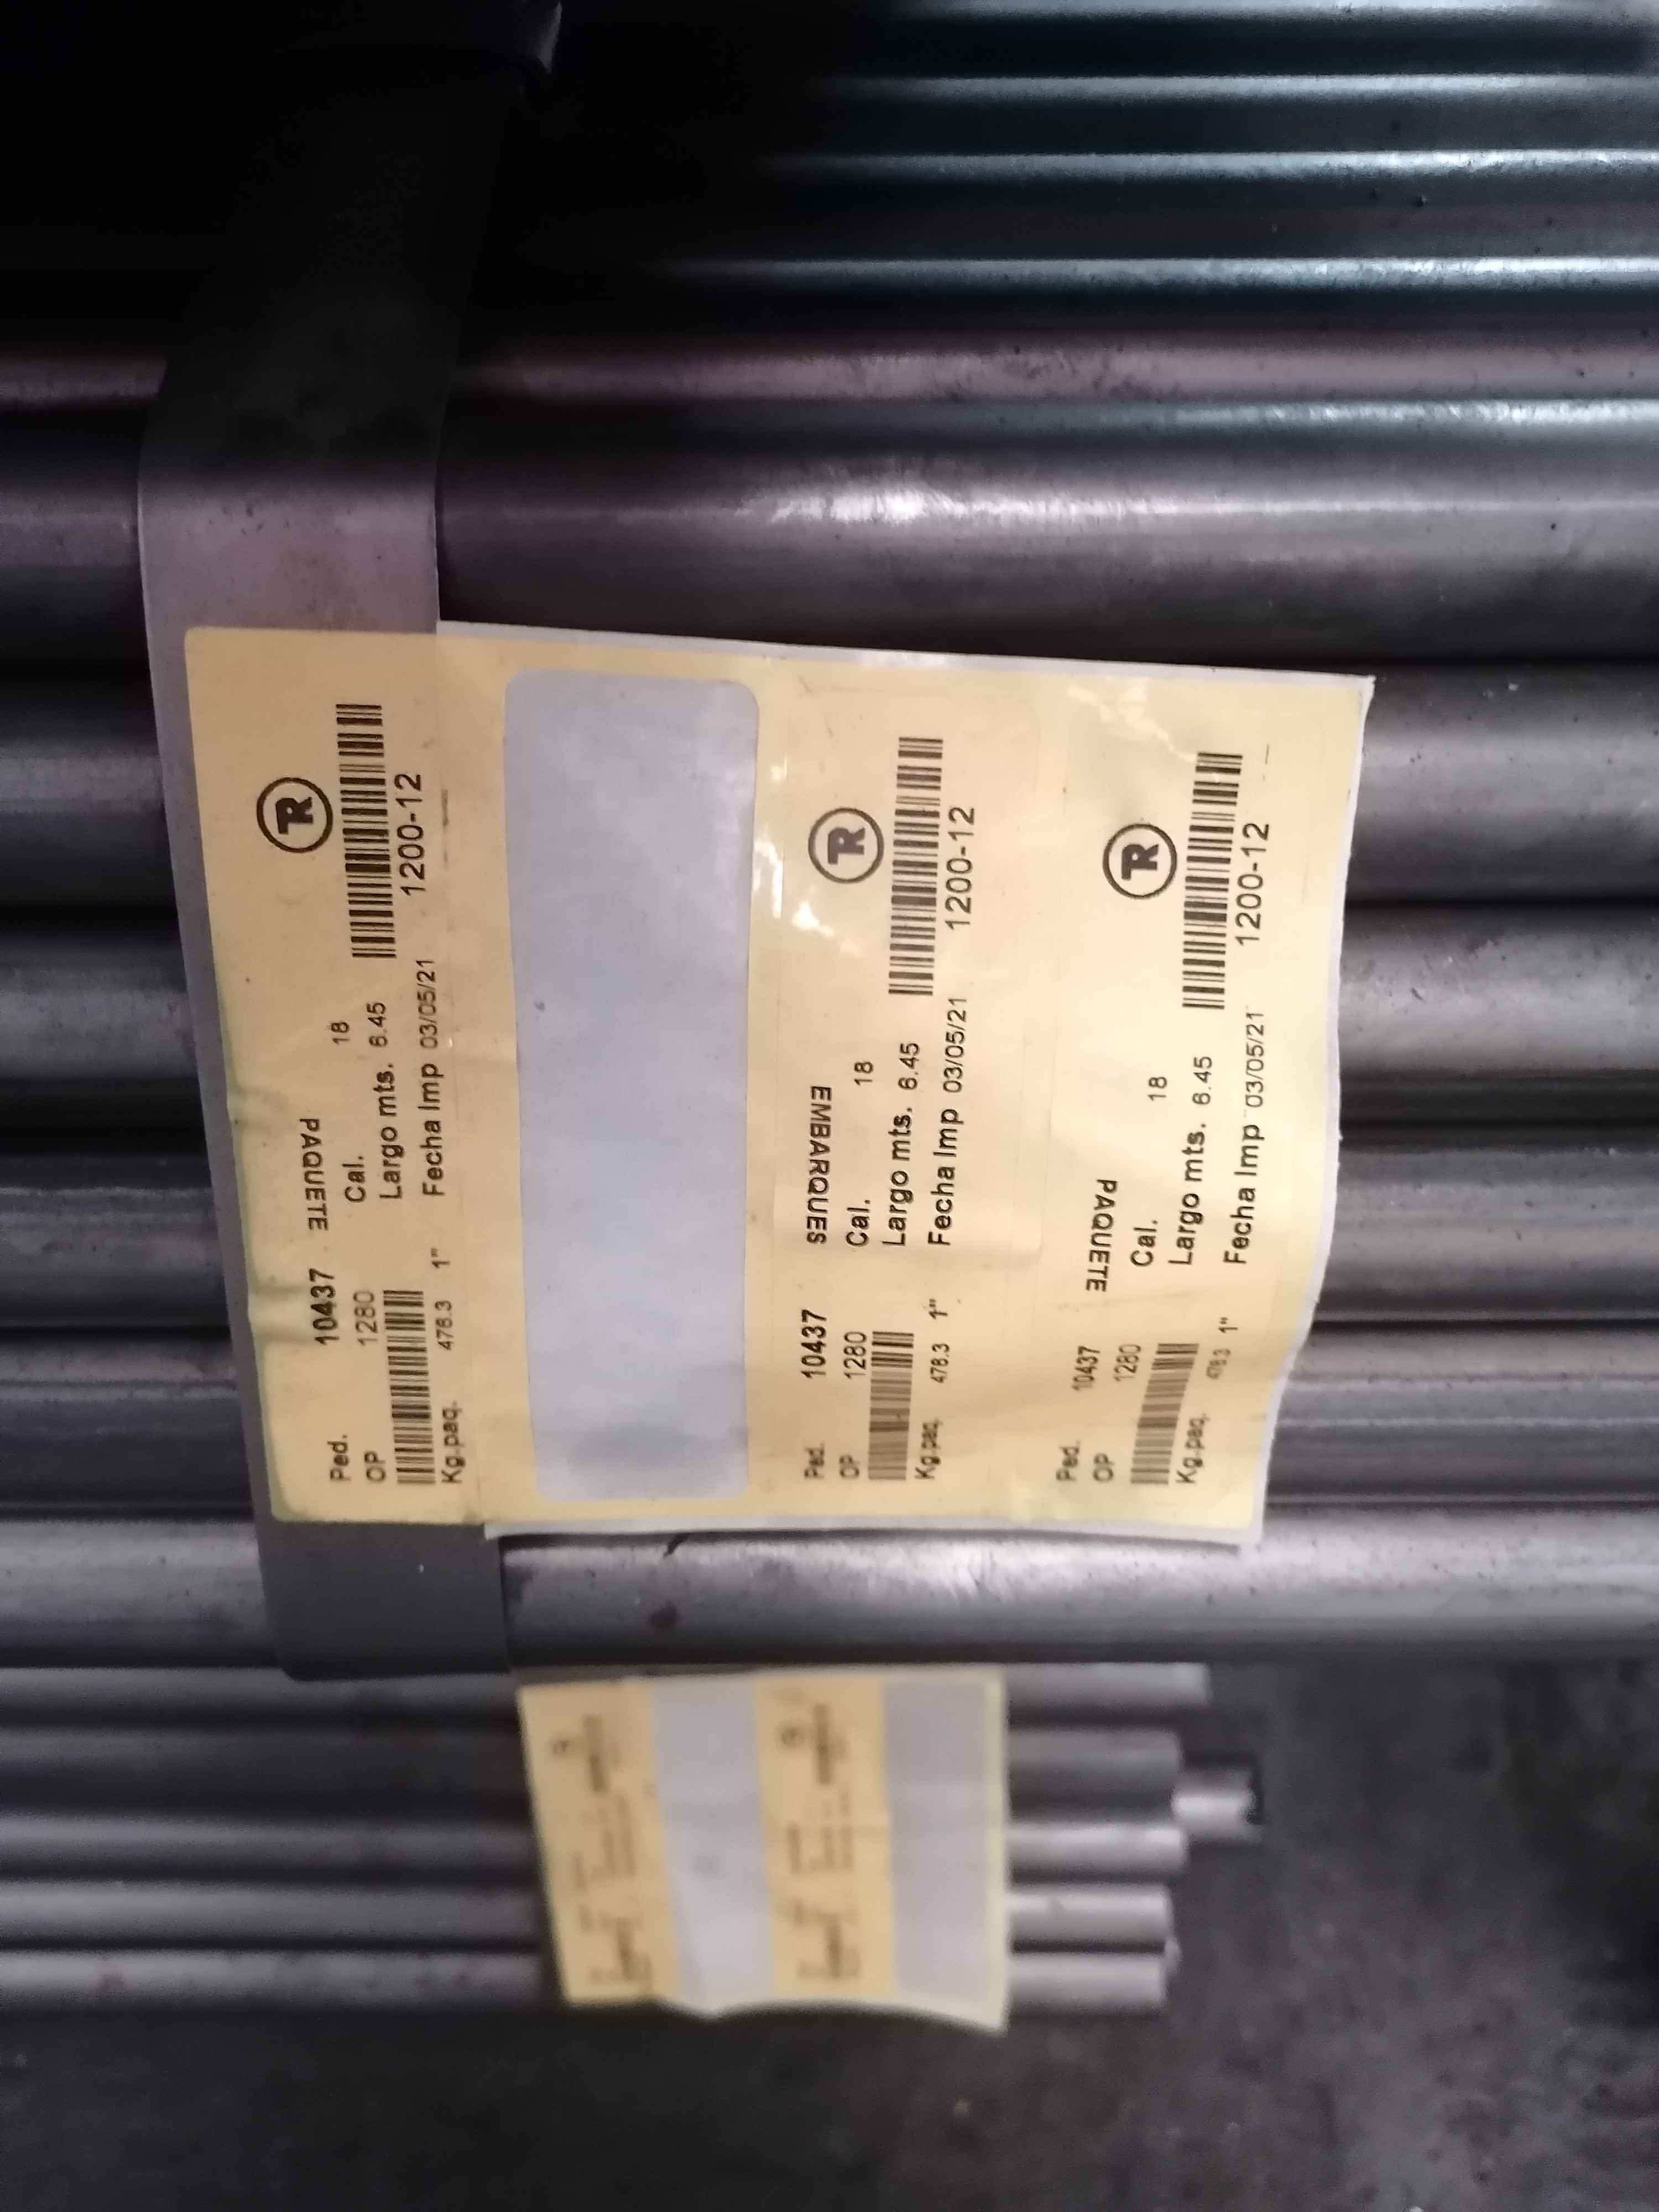 Ped. 10437 PAQUETE TR
OP 1280 Cal. 18
Largo mts. 6.45
Kg.paq. 478.3 1" Fecha Imp 03/05/21 1200-12
Ped. 10437 EMBARQUES TR
OP 1280 Cal. 18
Largo mts. 6.45
Kg.paq. 478.3 1" Fecha Imp 03/05/21 1200-12
Ped. 10437 PAQUETE TR
OP 1280 Cal. 18
Largo mts. 6.45
Kg.paq. 478.3 1" Fecha Imp 03/05/21 1200-12